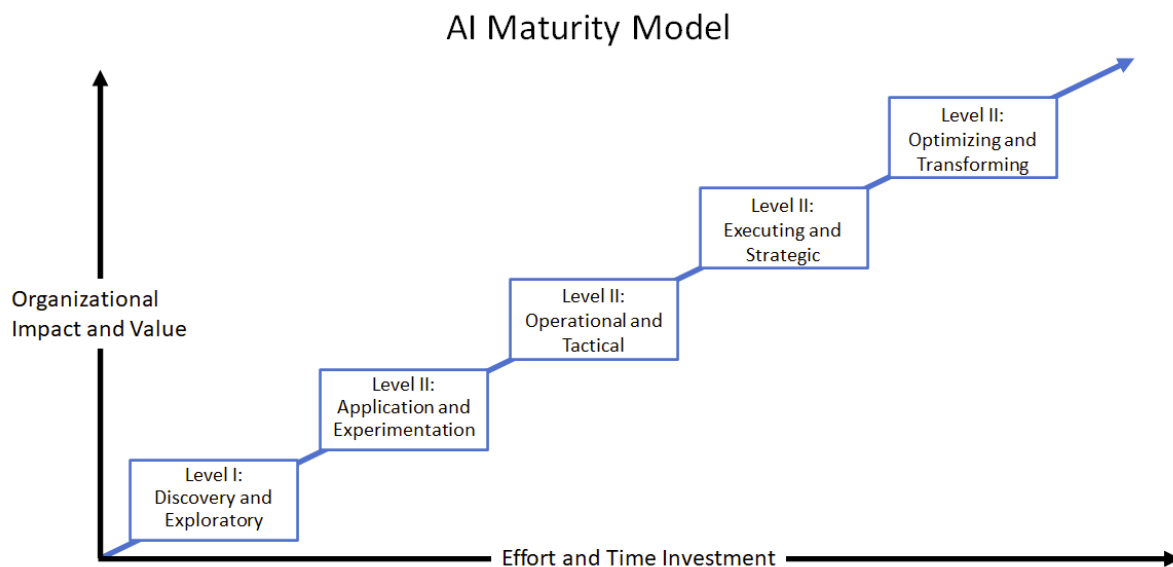 AI Maturity Model
Level II:
Optimizing and
Transforming
Level II:
Executing and
Strategic
Level II:
Operational and
Tactical
Organizational
Impact and Value
Level II:
Application and
Experimentation
Level I:
Discovery and
Exploratory
Effort and Time Investment